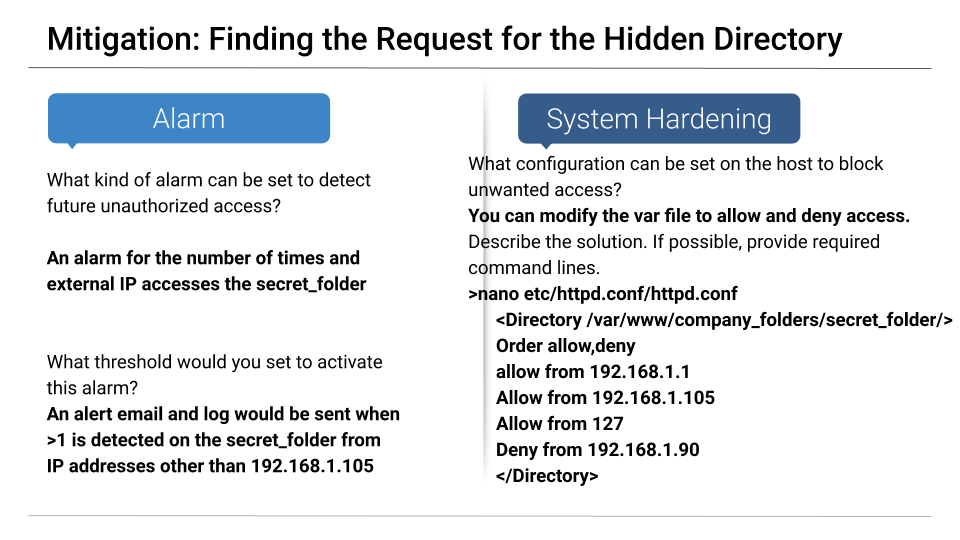 Mitigation: Finding the Request for the Hidden Directory
Alarm
What kind of alarm can be set to detect
future unauthorized access?
An alarm for the number of times and
external IP accesses the secret_folder
What threshold would you set to activate
this alarm?
An alert email and log would be sent when
>1 is detected on the secret_folder from
IP addresses other than 192.168.1.105
System Hardening
What configuration can be set on the host to block
unwanted access?
You can modify the var file to allow and deny access.
Describe the solution. If possible, provide required
command lines.
>nano etc/httpd.conf/httpd.conf
<Directory /var/www/company_folders/secret_folder/>
Order allow,deny
allow from 192.168.1.1
Allow from 192.168.1.105
Allow from 127
Deny from 192.168.1.90
</Directory>